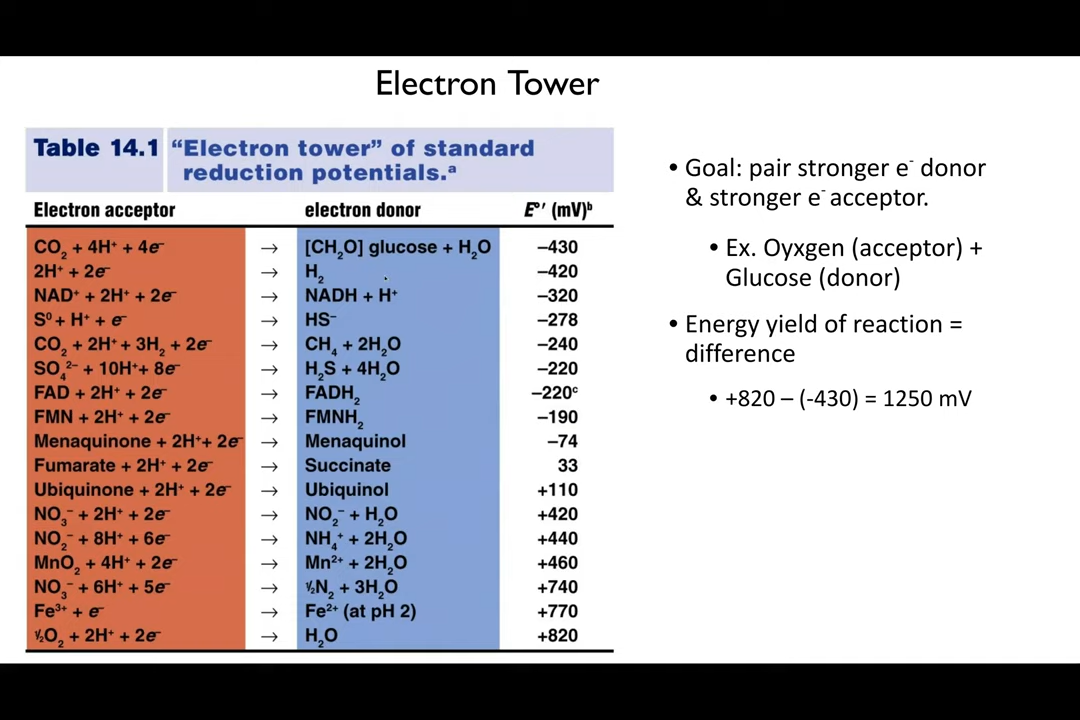 Electron Tower
Table 14.1 “Electron tower” of standard
reduction potentials.ᵃ
Electron acceptor electron donor E°′ (mV)ᵇ
CO₂ + 4H⁺ + 4e⁻ → [CH₂O] glucose + H₂O –430
2H⁺ + 2e⁻ → H₂ –420
NAD⁺ + 2H⁺ + 2e⁻ → NADH + H⁺ –320
S⁰ + H⁺ + e⁻ → HS⁻ –278
CO₂ + 2H⁺ + 3H₂ + 2e⁻ → CH₄ + 2H₂O –240
SO₄²⁻ + 10H⁺+ 8e⁻ → H₂S + 4H₂O –220
FAD + 2H⁺ + 2e⁻ → FADH₂ –220ᶜ
FMN + 2H⁺ + 2e⁻ → FMNH₂ –190
Menaquinone + 2H⁺+ 2e⁻ → Menaquinol –74
Fumarate + 2H⁺ + 2e⁻ → Succinate 33
Ubiquinone + 2H⁺ + 2e⁻ → Ubiquinol +110
NO₃⁻ + 2H⁺ + 2e⁻ → NO₂⁻ + H₂O +420
NO₂⁻ + 8H⁺ + 6e⁻ → NH₄⁺ + 2H₂O +440
MnO₂ + 4H⁺ + 2e⁻ → Mn²⁺ + 2H₂O +460
NO₃⁻ + 6H⁺ + 5e⁻ → ½N₂ + 3H₂O +740
Fe³⁺ + e⁻ → Fe²⁺ (at pH 2) +770
½O₂ + 2H⁺ + 2e⁻ → H₂O +820
• Goal: pair stronger e⁻ donor
& stronger e⁻ acceptor.
• Ex. Oyxgen (acceptor) +
Glucose (donor)
• Energy yield of reaction =
difference
• +820 – (-430) = 1250 mV